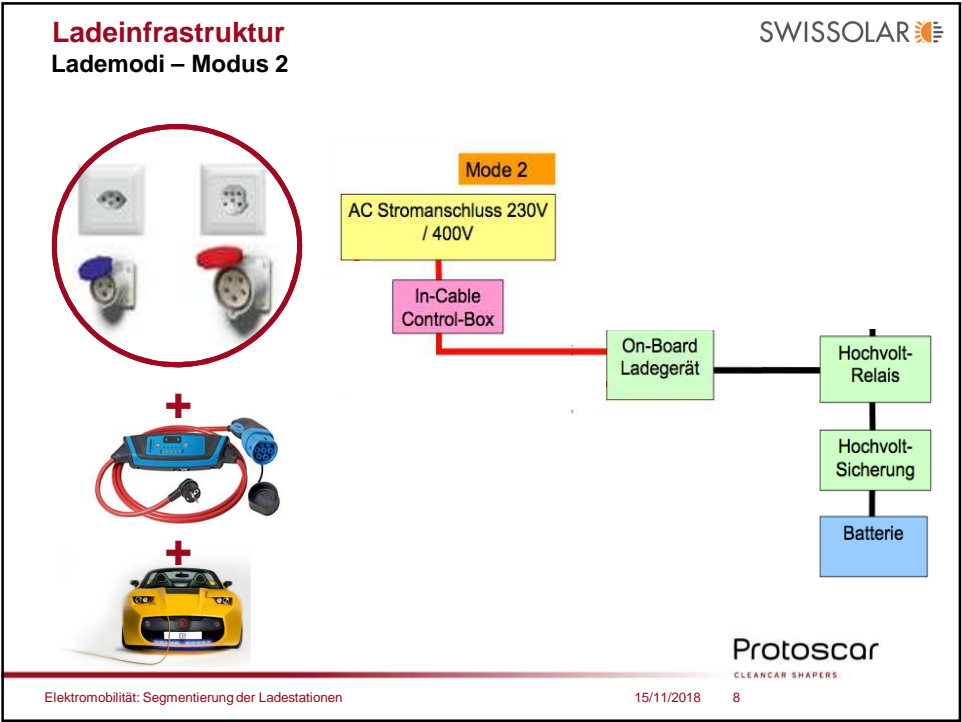 Ladeinfrastruktur
SWISSOLAR
Lademodi – Modus 2
Mode 2
AC Stromanschluss 230V
/ 400V
In-Cable
Control-Box
On-Board
Ladegerät
Hochvolt-
Relais
Hochvolt-
Sicherung
Batterie
+
+
Protoscar
CLEANCAR SHAPERS
Elektromobilität: Segmentierung der Ladestationen
15/11/2018
8